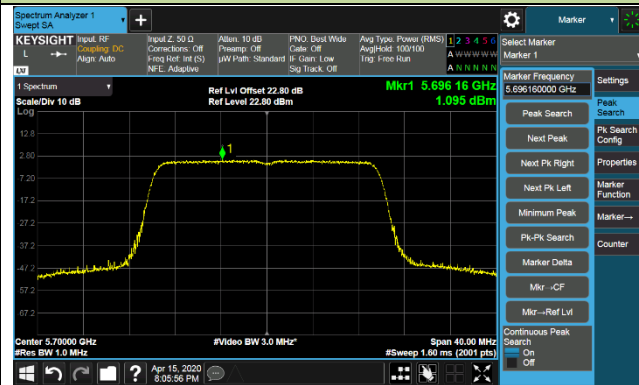 Spectrum Analyzer 1
Swept SA
Marker
KEYSIGHT
L
LXI
Input: RF
Coupling: DC
Align: Auto
Input Z: 50 Ω
Corrections: Off
Freq Ref: Int (S)
NFE: Adaptive
Atten: 10 dB
Preamp: Off
µW Path: Standard
PNO: Best Wide
Gate: Off
IF Gain: Low
Sig Track: Off
Avg Type: Power (RMS)
Avg|Hold: 100/100
Trig: Free Run
1 2 3 4 5 6
A W W W W W
A N N N N N
Select Marker
Marker 1
1 Spectrum
Scale/Div 10 dB
Log
Ref Lvl Offset 22.80 dB
Ref Level 22.80 dBm
Mkr1 5.696 16 GHz
1.095 dBm
1
12.8
2.80
-7.20
-17.2
-27.2
-37.2
-47.2
-57.2
-67.2
Center 5.70000 GHz
#Res BW 1.0 MHz
#Video BW 3.0 MHz*
Span 40.00 MHz
#Sweep 1.60 ms (2001 pts)
Marker Frequency
5.696160000 GHz
Peak Search
Next Peak
Next Pk Right
Next Pk Left
Minimum Peak
Pk-Pk Search
Marker Delta
Mkr→CF
Mkr→Ref Lvl
Continuous Peak
Search
On
Off
Settings
Peak
Search
Pk Search
Config
Properties
Marker
Function
Marker→
Counter
?
Apr 15, 2020
8:05:56 PM